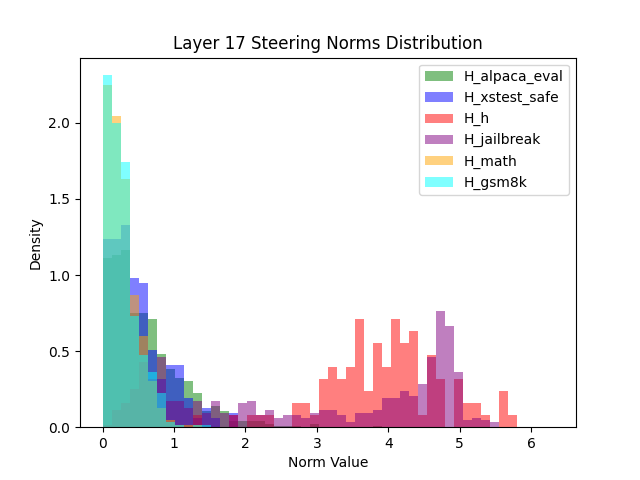 Layer 17 Steering Norms Distribution
H_alpaca_eval
H_xstest_safe
H_h
H_jailbreak
H_math
H_gsm8k
2.0
1.5
1.0
0.5
0.0
Density
0 1 2 3 4 5 6
Norm Value